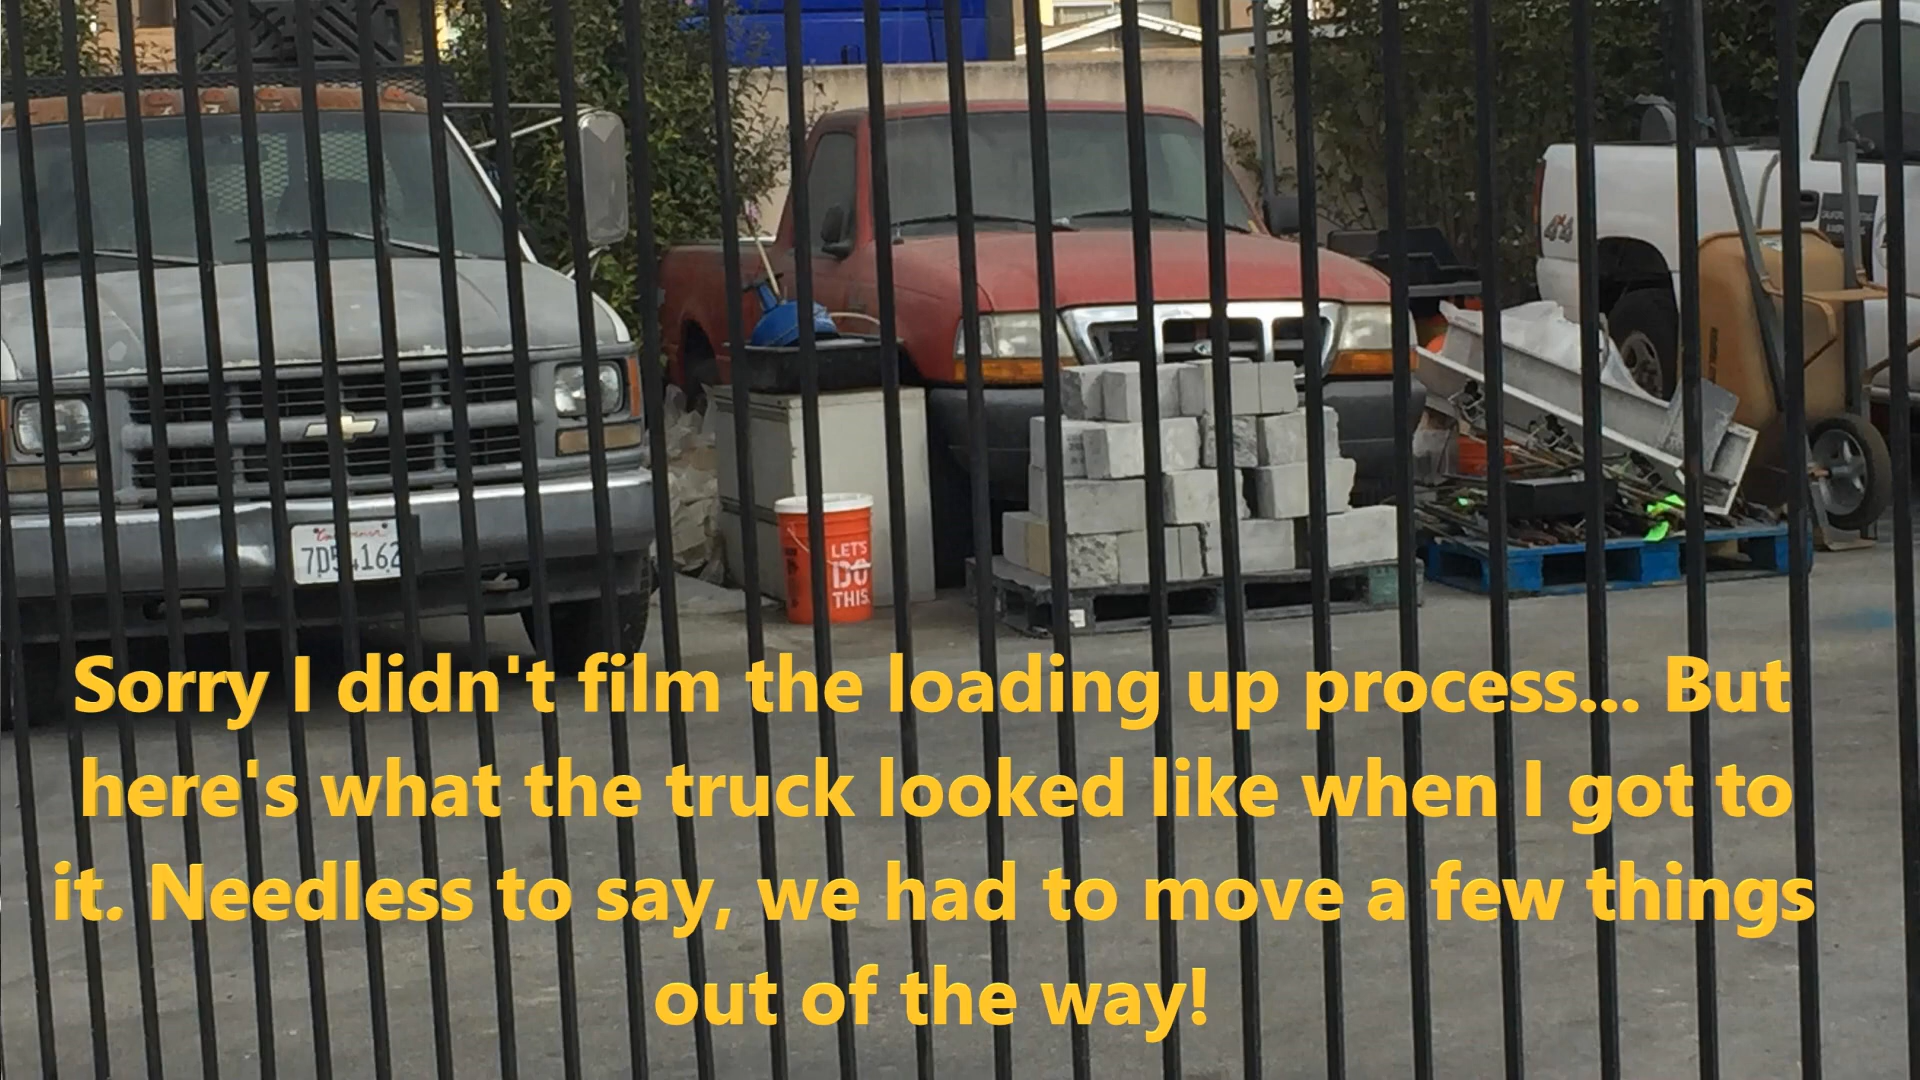 4x4
LET'S
DO
THIS.
Sorry I didn't film the loading up process... But
here's what the truck looked like when I got to
it. Needless to say, we had to move a few things
out of the way!